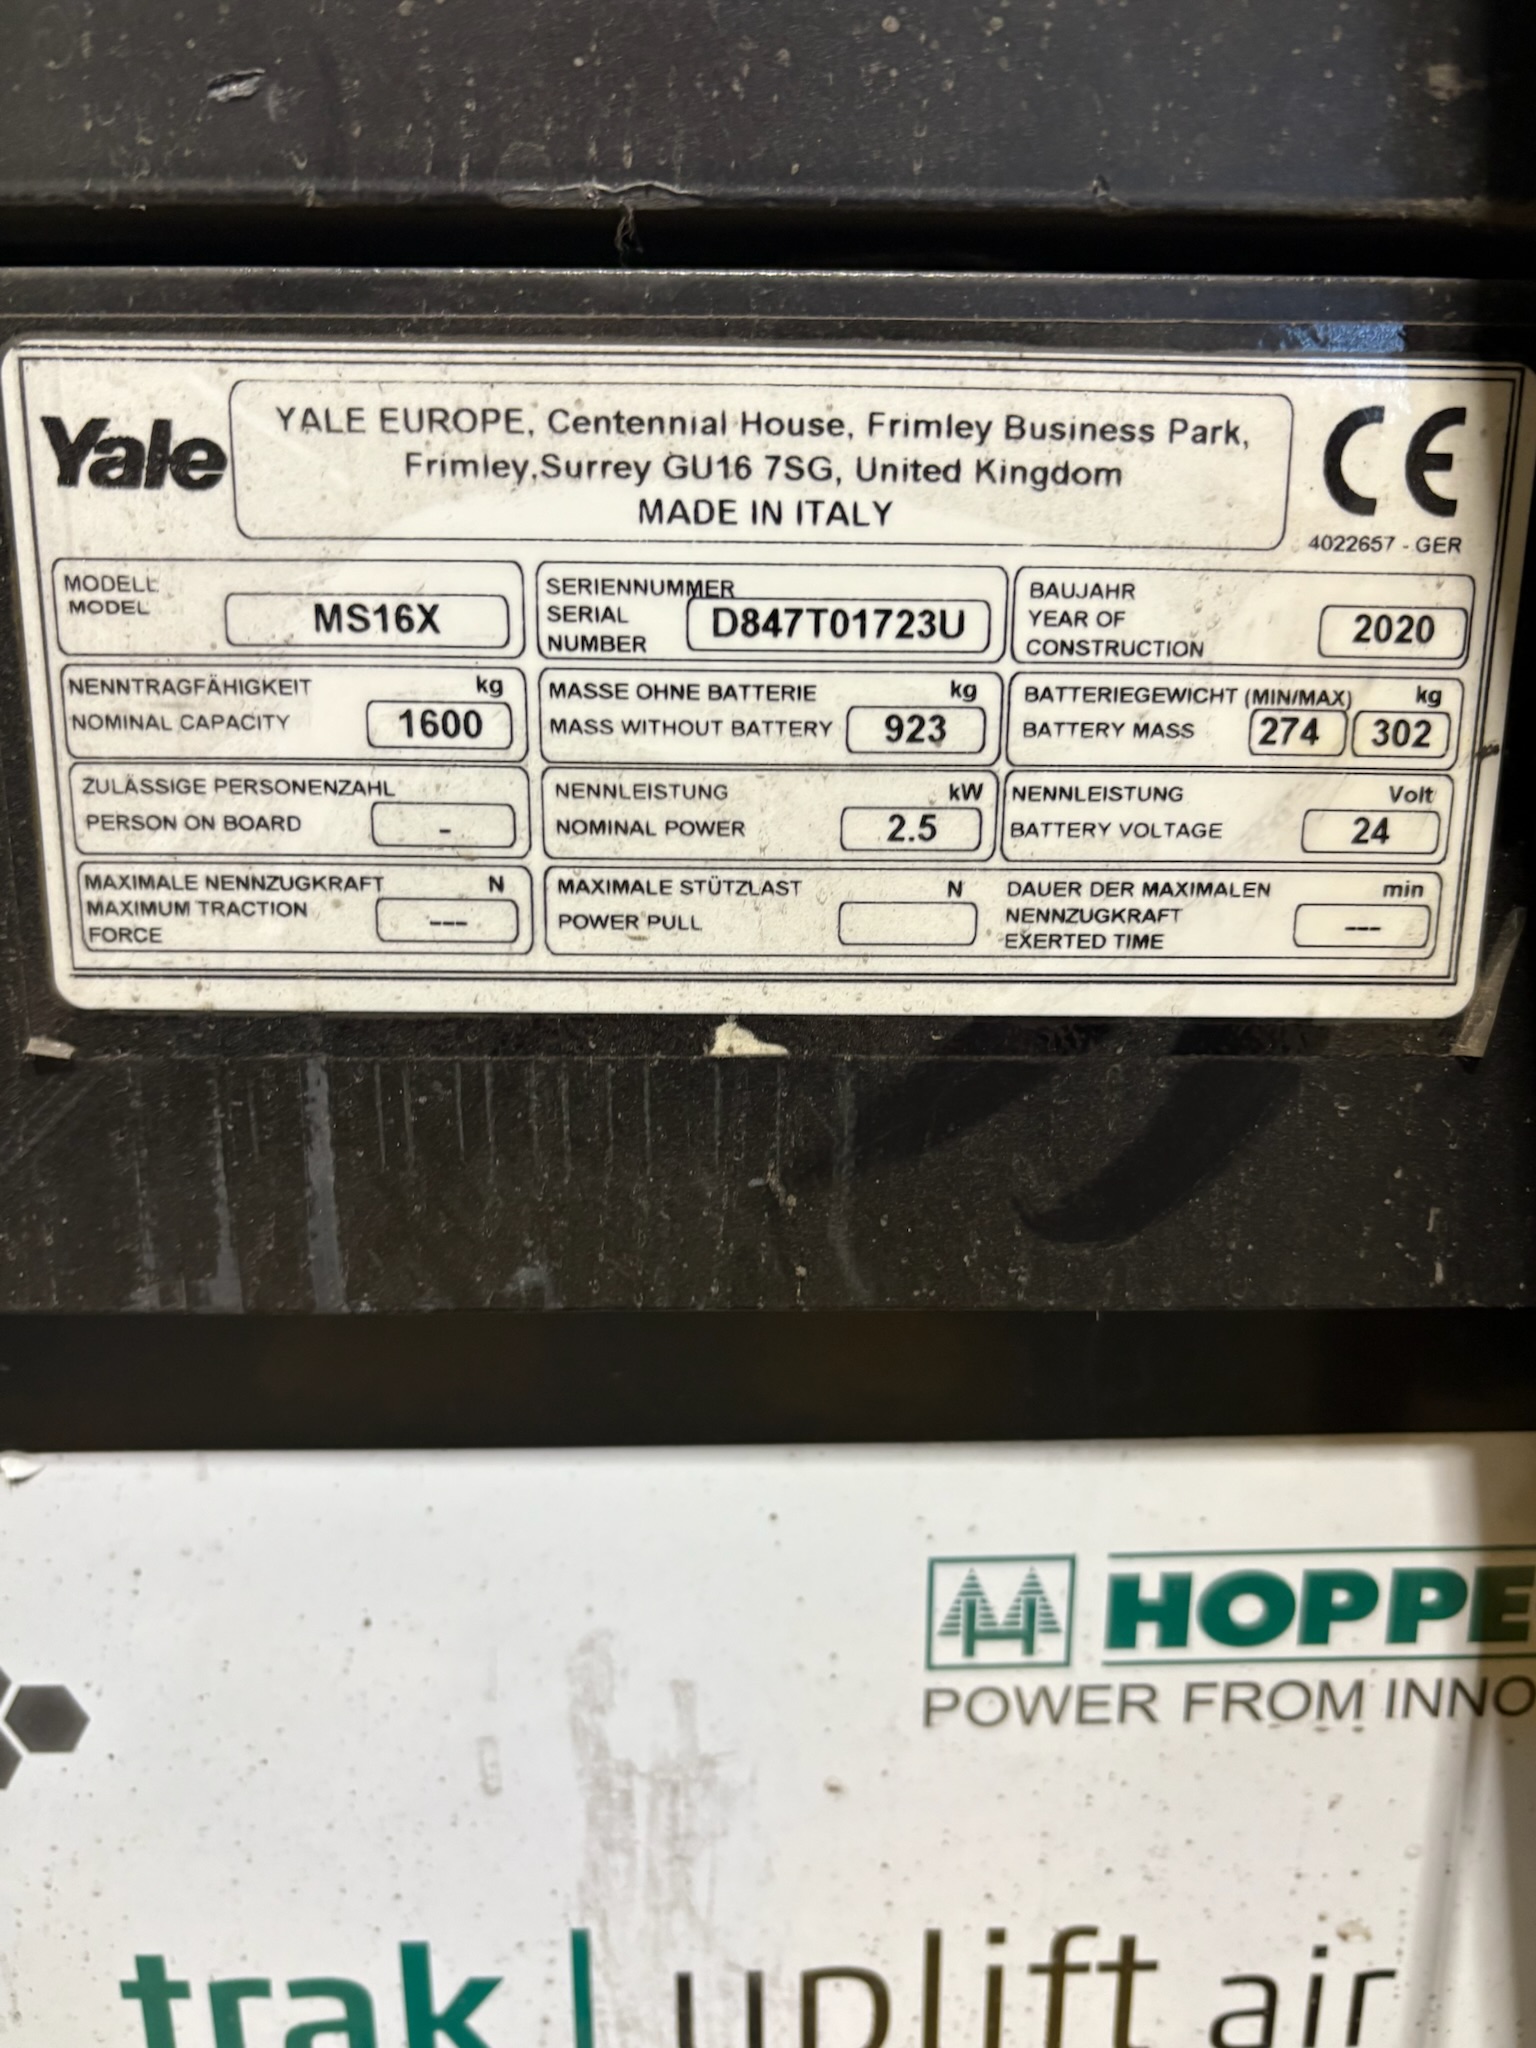 Yale
YALE EUROPE, Centennial House, Frimley Business Park,
Frimley,Surrey GU16 7SG, United Kingdom
MADE IN ITALY
CE
4022657 - GER
MODELL
MODEL
MS16X
SERIENNUMMER
SERIAL
NUMBER
D847T01723U
BAUJAHR
YEAR OF
CONSTRUCTION
2020
NENNTRAGFÄHIGKEIT kg
NOMINAL CAPACITY 1600
MASSE OHNE BATTERIE kg
MASS WITHOUT BATTERY 923
BATTERIEGEWICHT (MIN/MAX) kg
BATTERY MASS 274 302
ZULÄSSIGE PERSONENZAHL
PERSON ON BOARD -
NENNLEISTUNG kW
NOMINAL POWER 2.5
NENNLEISTUNG Volt
BATTERY VOLTAGE 24
MAXIMALE NENNZUGKRAFT N
MAXIMUM TRACTION
FORCE
---
MAXIMALE STÜTZLAST N
POWER PULL
DAUER DER MAXIMALEN min
NENNZUGKRAFT
EXERTED TIME
---
HOPPE
POWER FROM INNO
trak | uplift air